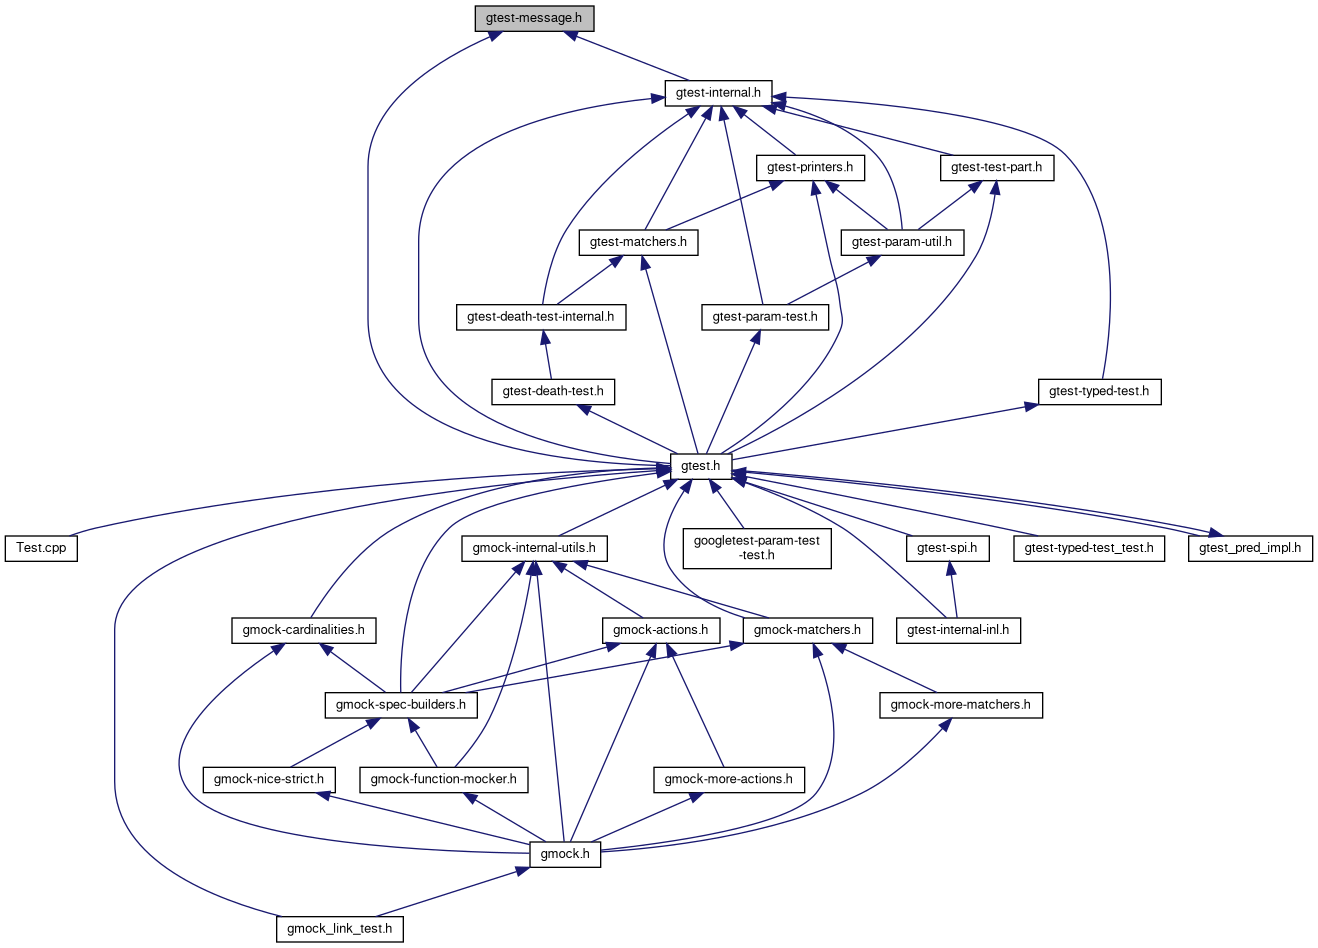 gtest-message.h
gtest-internal.h
gtest-printers.h
gtest-test-part.h
gtest-matchers.h
gtest-param-util.h
gtest-death-test-internal.h
gtest-param-test.h
gtest-death-test.h
gtest-typed-test.h
gtest.h
Test.cpp
gmock-internal-utils.h
googletest-param-test
-test.h
gtest-spi.h
gtest-typed-test_test.h
gtest_pred_impl.h
gmock-cardinalities.h
gmock-actions.h
gmock-matchers.h
gtest-internal-inl.h
gmock-spec-builders.h
gmock-more-matchers.h
gmock-nice-strict.h
gmock-function-mocker.h
gmock-more-actions.h
gmock.h
gmock_link_test.h